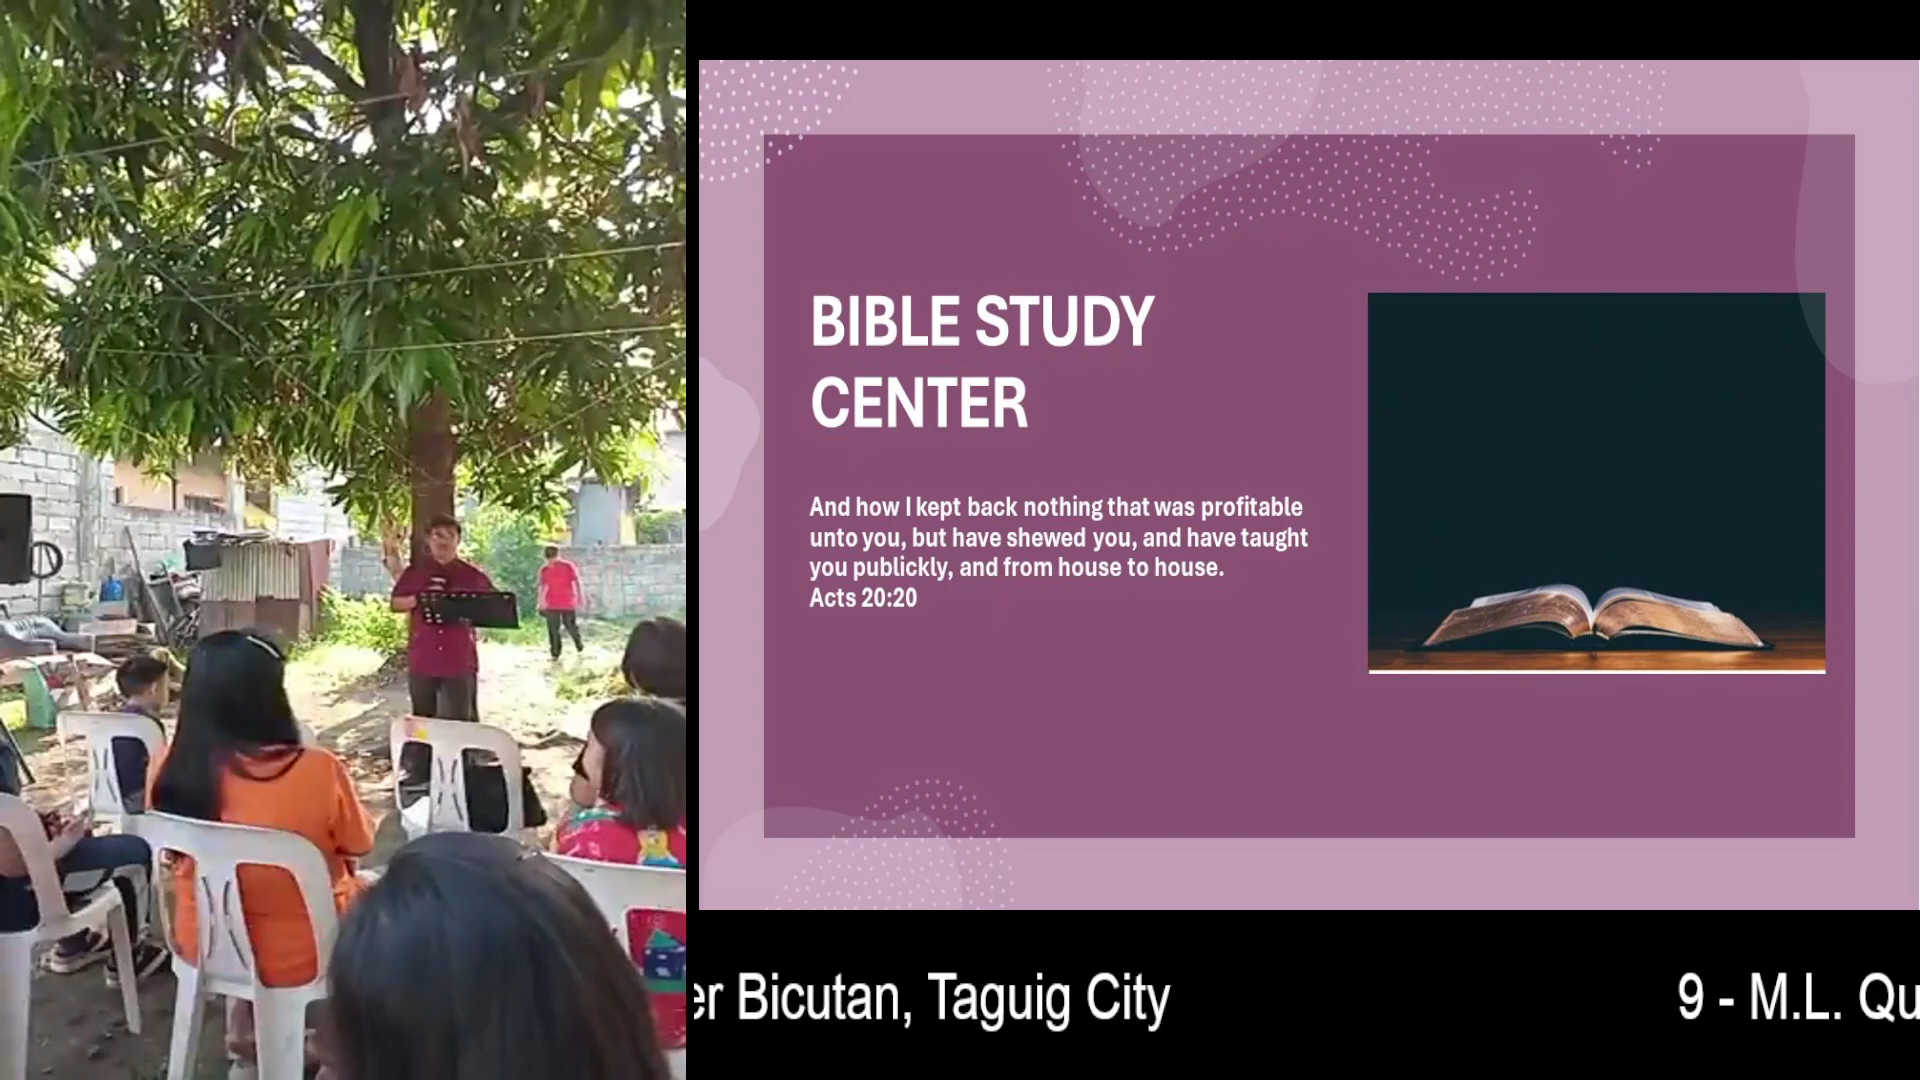 BIBLE STUDY
CENTER
And how I kept back nothing that was profitable
unto you, but have shewed you, and have taught
you publickly, and from house to house.
Acts 20:20
er Bicutan, Taguig City
9 - M.L. Qu